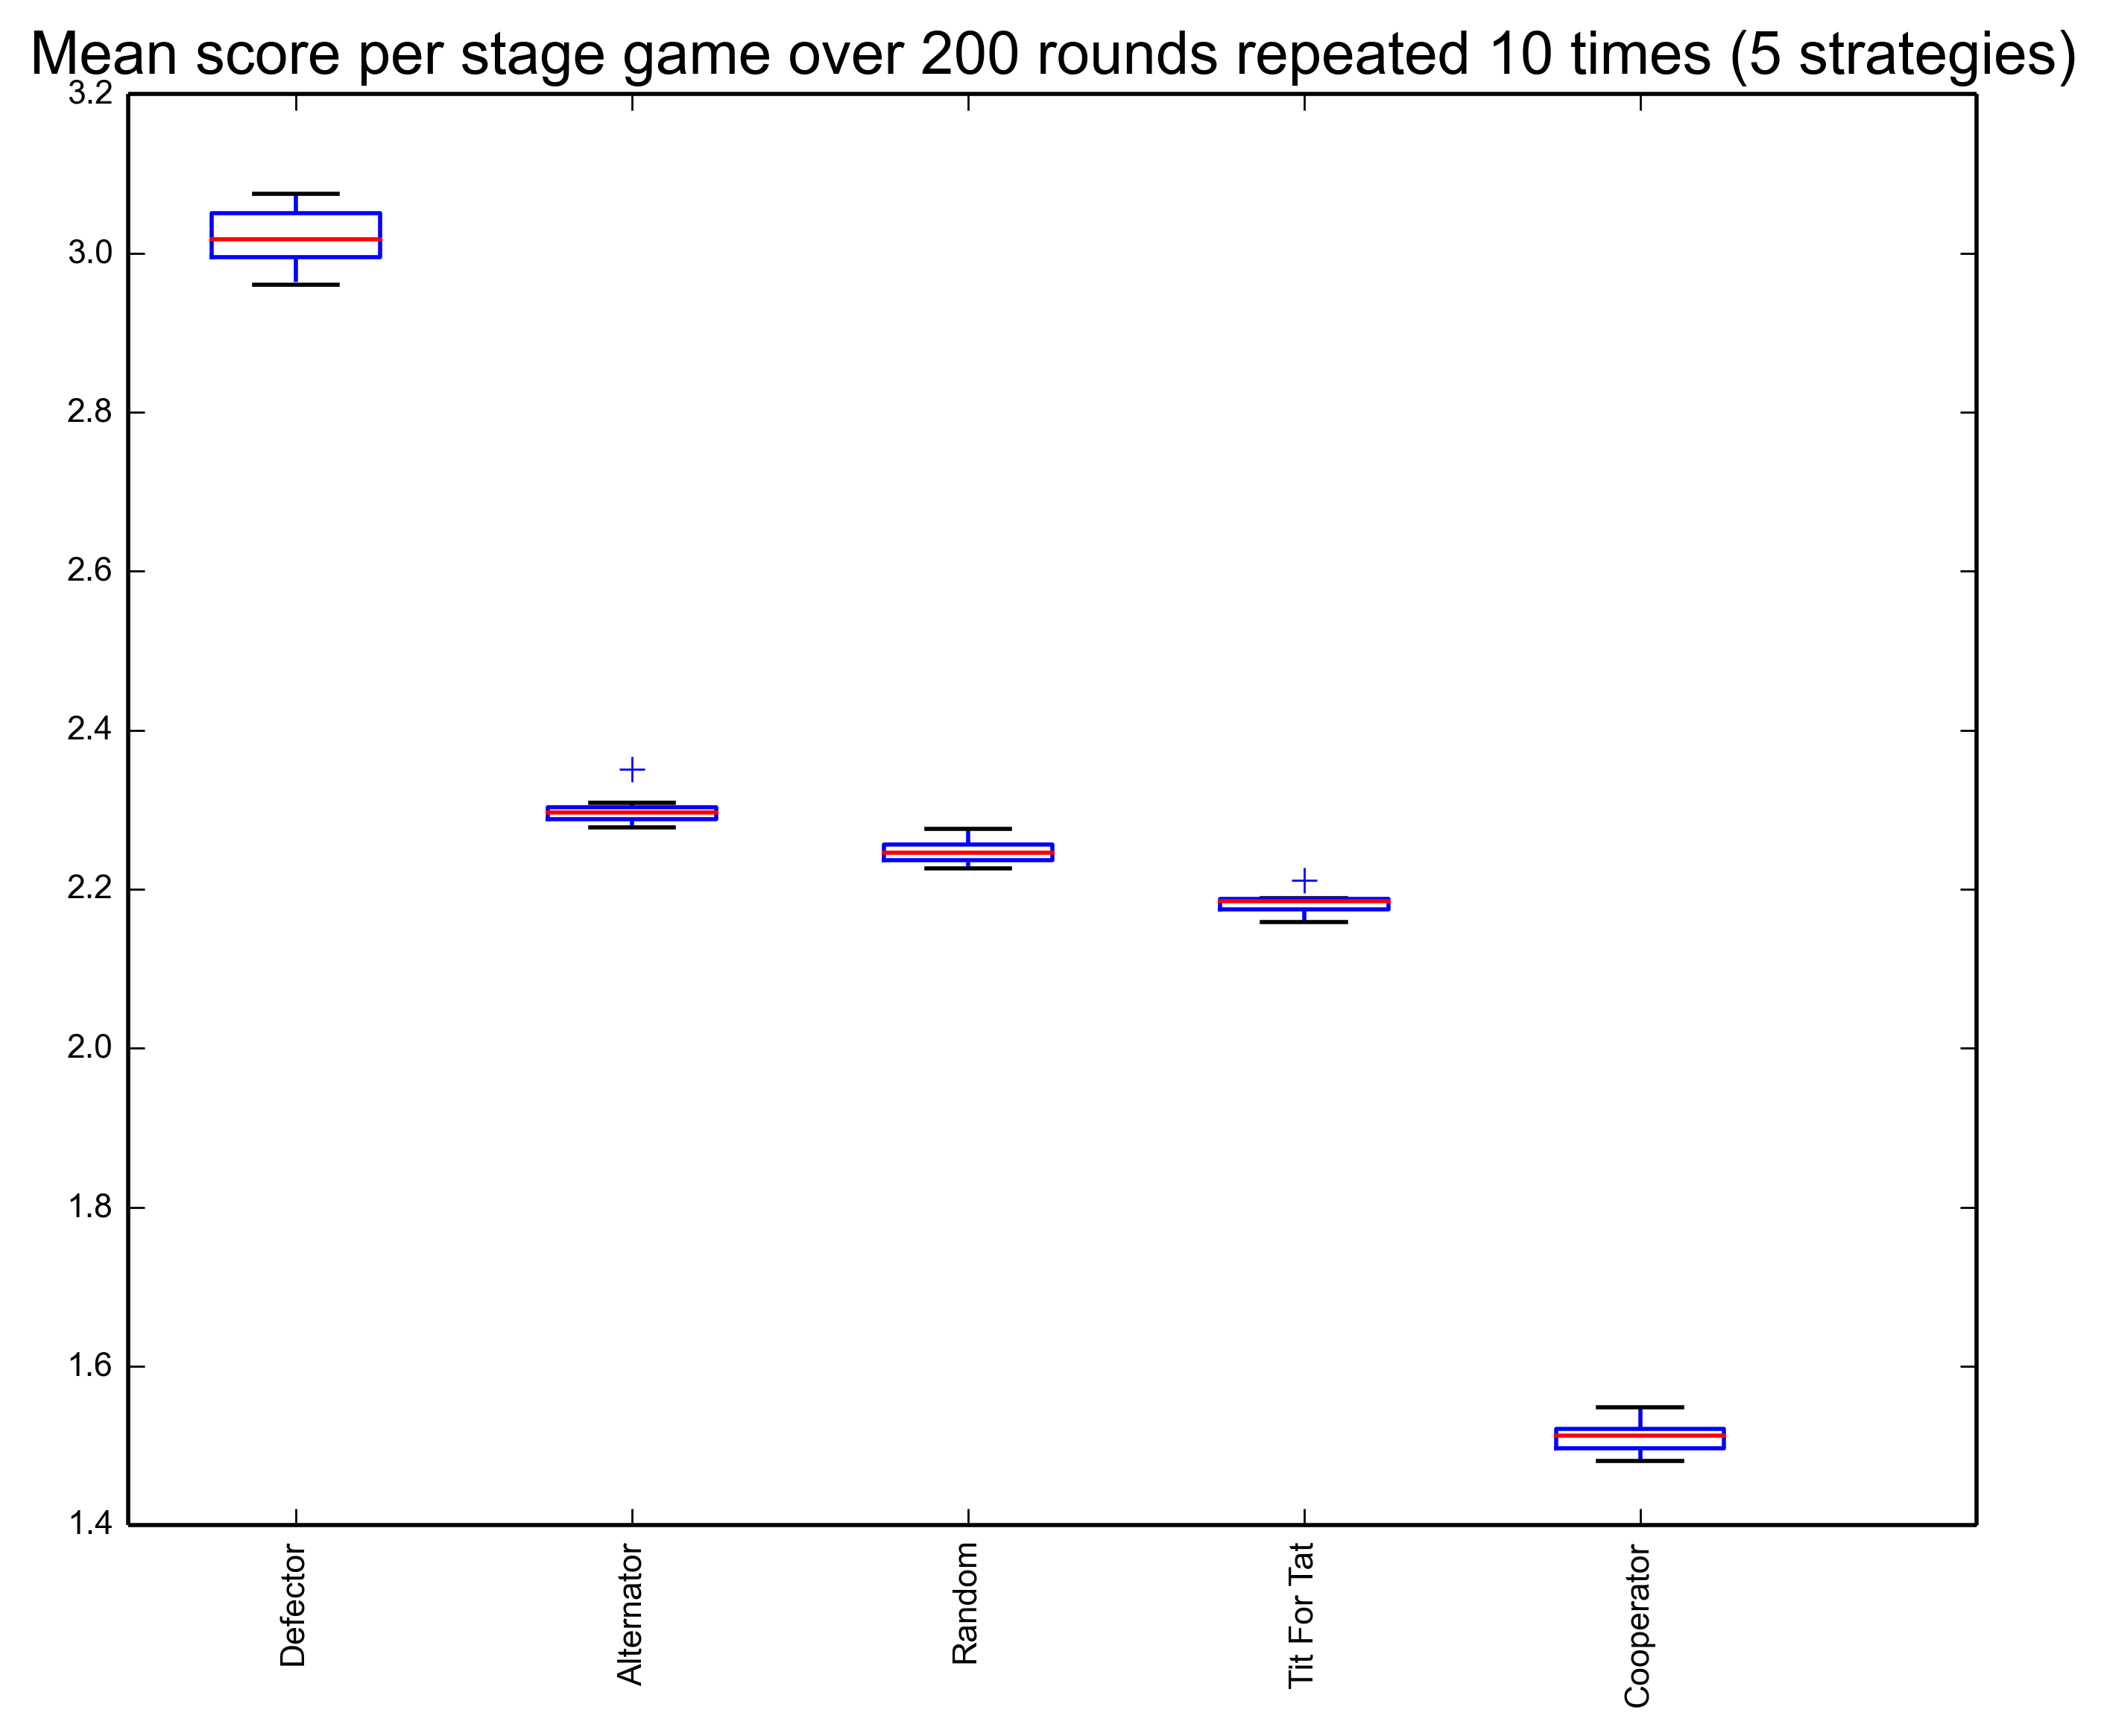 Mean score per stage game over 200 rounds repeated 10 times (5 strategies)
3.2
3.0
2.8
2.6
2.4
2.2
2.0
1.8
1.6
1.4
Defector
Alternator
Random
Tit For Tat
Cooperator